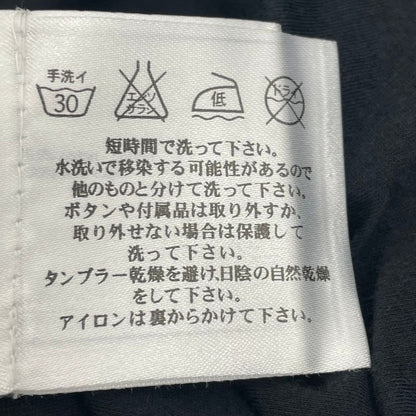 手洗イ
30
エンソ
サラシ
低
ドライ
短時間で洗って下さい。
水洗いで移染する可能性があるので
他のものと分けて洗って下さい。
ボタンや付属品は取り外すか、
取り外せない場合は保護して
洗って下さい。
タンブラー乾燥を避け、日陰の自然乾燥
をして下さい。
アイロンは裏からかけて下さい。